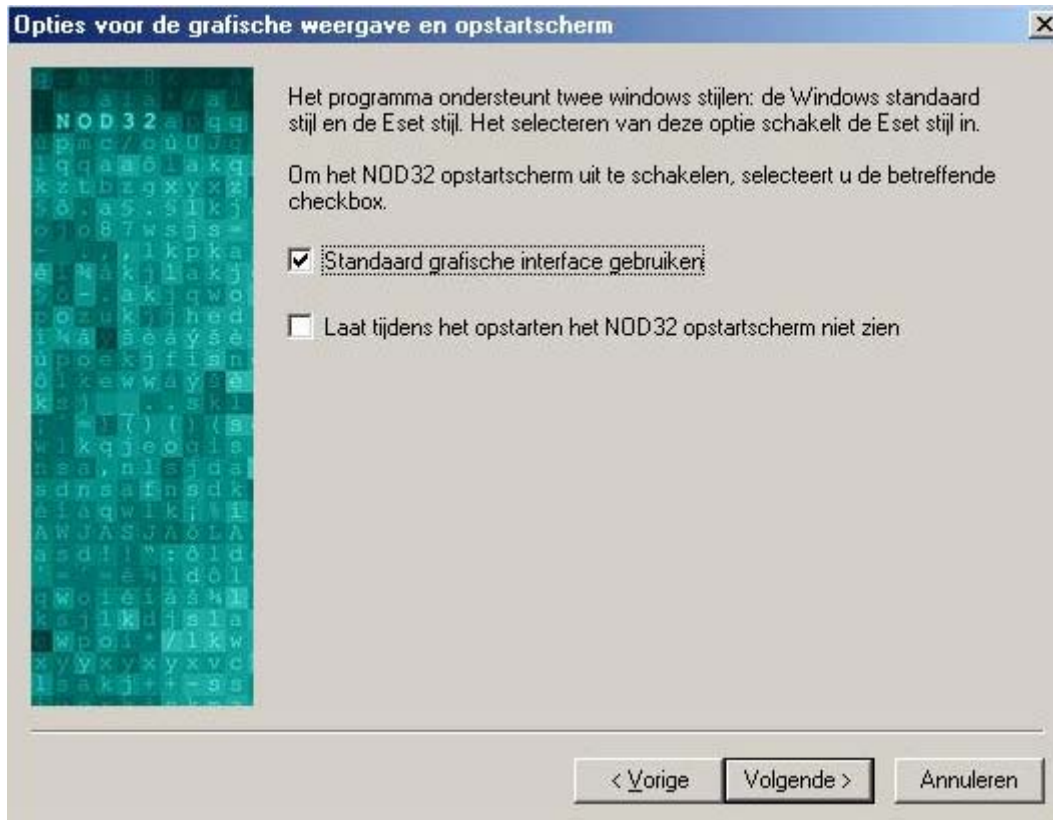 Opties voor de grafische weergave en opstartscherm
NOD32
Het programma ondersteunt twee windows stijlen: de Windows standaard
stijl en de Eset stijl. Het selecteren van deze optie schakelt de Eset stijl in.
Om het NOD32 opstartscherm uit te schakelen, selecteert u de betreffende
checkbox.
Standaard grafische interface gebruiken
Laat tijdens het opstarten het NOD32 opstartscherm niet zien
< Vorige
Volgende >
Annuleren